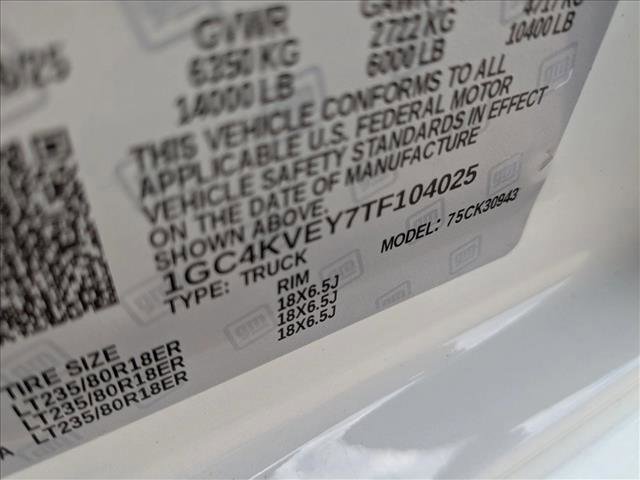 0/25
GVWR
6350 KG
14000 LB
2722 KG
6000 LB
10400 LB
THIS VEHICLE CONFORMS TO ALL
APPLICABLE U.S. FEDERAL MOTOR
VEHICLE SAFETY STANDARDS IN EFFECT
ON THE DATE OF MANUFACTURE
SHOWN ABOVE.
1GC4KVEY7TF104025
TYPE: TRUCK
MODEL: 75CK30943
TIRE SIZE
RIM
LT235/80R18ER
18X6.5J
LT235/80R18ER
18X6.5J
LT235/80R18ER
18X6.5J